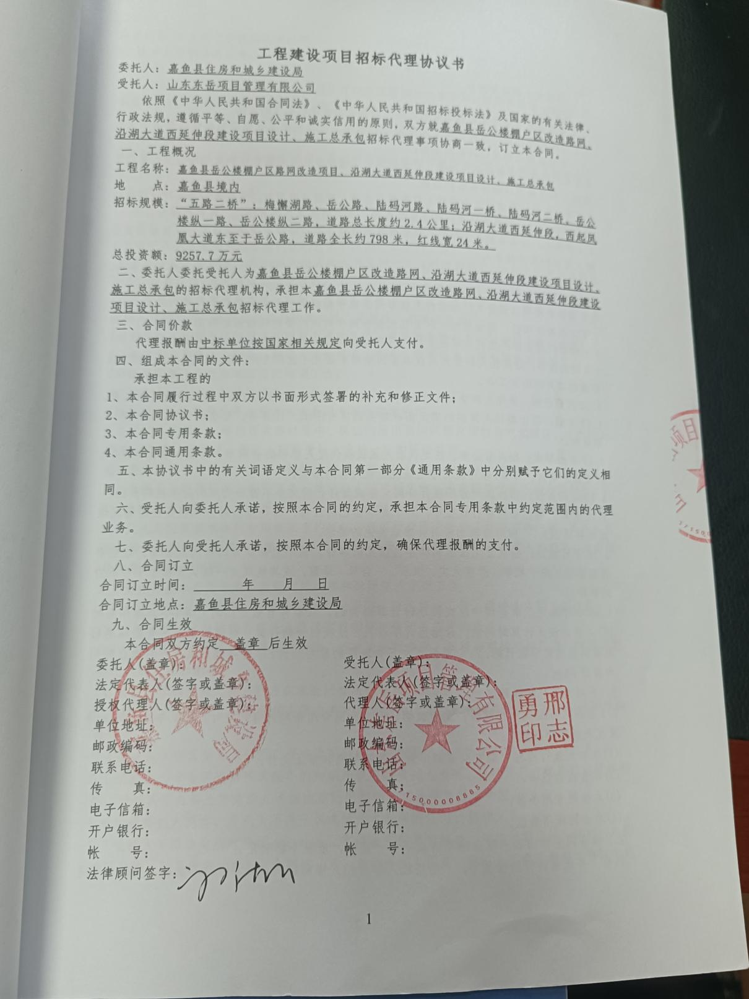 工程建设项目招标代理协议书
委托人：嘉鱼县住房和城乡建设局
受托人：山东东岳项目管理有限公司
依照《中华人民共和国合同法》、《中华人民共和国招标投标法》及国家的有关法律、
行政法规，遵循平等、自愿、公平和诚实信用的原则，双方就嘉鱼县岳公楼棚户区改造路网、
沿湖大道西延伸段建设项目设计、施工总承包招标代理事项协商一致，订立本合同。
一、工程概况
工程名称：嘉鱼县岳公楼棚户区路网改造项目、沿湖大道西延伸段建设项目设计、施工总承包
地　　点：嘉鱼县境内
招标规模：“五路二桥”：梅懈湖路、岳公路、陆码河路、陆码河一桥、陆码河二桥、岳公
楼纵一路、岳公楼纵二路，道路总长度约2.4公里；沿湖大道西延伸段，西起凤
凰大道东至于岳公路，道路全长约798米，红线宽24米。
总投资额：9257.7万元
二、委托人委托受托人为嘉鱼县岳公楼棚户区改造路网、沿湖大道西延伸段建设项目设计、
施工总承包的招标代理机构，承担本嘉鱼县岳公楼棚户区改造路网、沿湖大道西延伸段建设
项目设计、施工总承包招标代理工作。
三、合同价款
代理报酬由中标单位按国家相关规定向受托人支付。
四、组成本合同的文件：
承担本工程的
1、本合同履行过程中双方以书面形式签署的补充和修正文件；
2、本合同协议书；
3、本合同专用条款；
4、本合同通用条款。
五、本协议书中的有关词语定义与本合同第一部分《通用条款》中分别赋予它们的定义相
同。
六、受托人向委托人承诺，按照本合同的约定，承担本合同专用条款中约定范围内的代理
业务。
七、委托人向受托人承诺，按照本合同的约定，确保代理报酬的支付。
八、合同订立
合同订立时间：　　　年　　月　　日
合同订立地点：嘉鱼县住房和城乡建设局
九、合同生效
本合同双方约定 盖章 后生效
委托人(盖章)：
法定代表人(签字或盖章)：
授权代理人(签字或盖章)：
单位地址：
邮政编码：
联系电话：
传　　真：
电子信箱：
开户银行：
帐　　号：
法律顾问签字：
受托人(盖章)：
法定代表人(签字或盖章)：
代理人(签字或盖章)：
单位地址：
邮政编码：
联系电话：
传　　真：
电子信箱：
开户银行：
帐　　号：
山东东岳项目管理有限公司
邢志勇印
项目
1